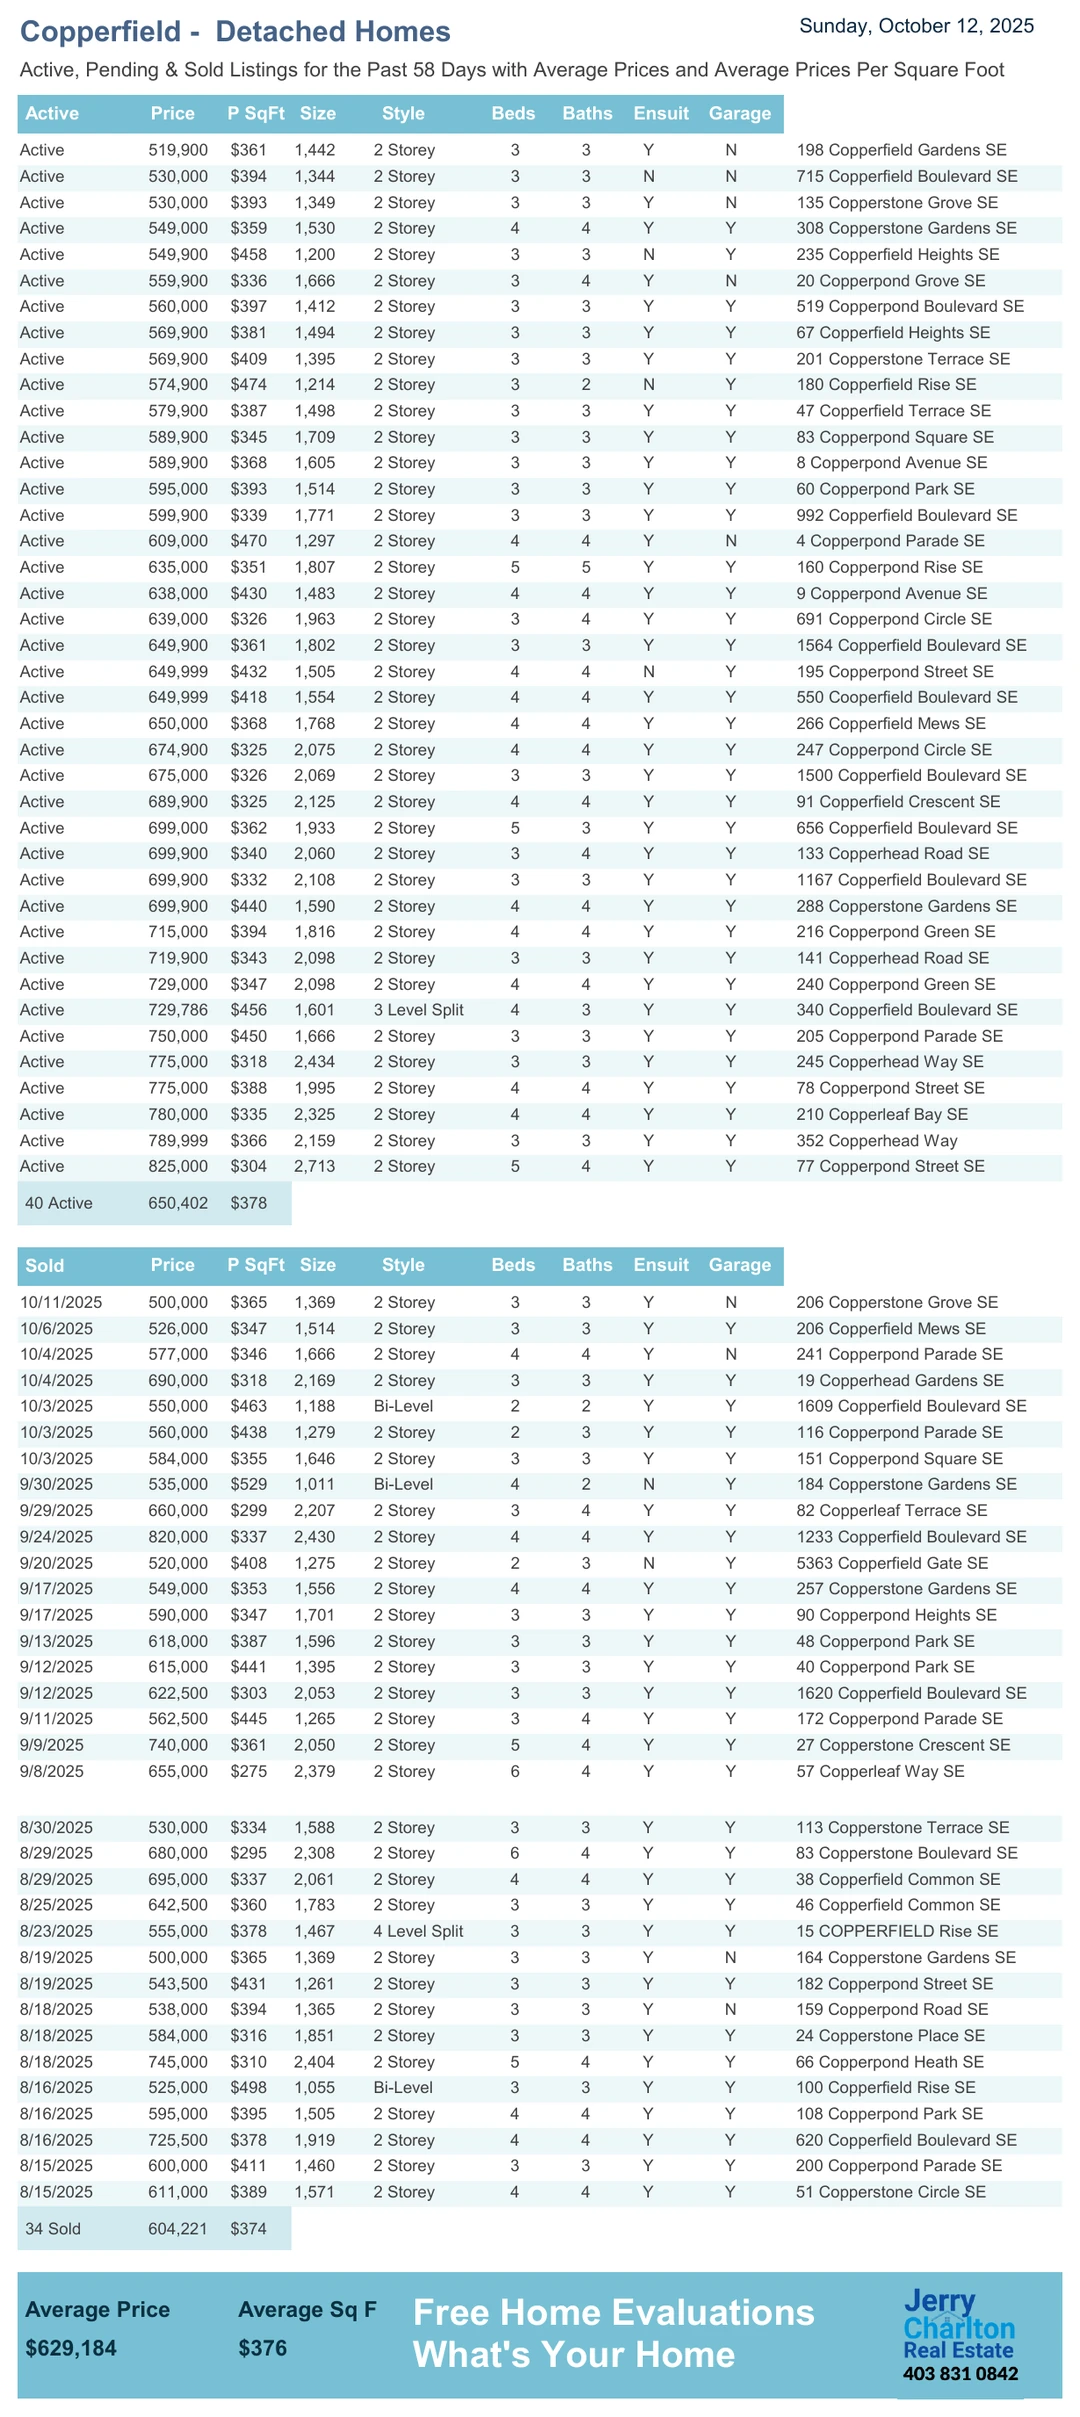 Copperfield - Detached Homes
Sunday, October 12, 2025
Active, Pending & Sold Listings for the Past 58 Days with Average Prices and Average Prices Per Square Foot
Active Price P SqFt Size Style Beds Baths Ensuit Garage
Active 519,900 $361 1,442 2 Storey 3 3 Y N 198 Copperfield Gardens SE
Active 530,000 $394 1,344 2 Storey 3 3 N N 715 Copperfield Boulevard SE
Active 530,000 $393 1,349 2 Storey 3 3 Y N 135 Copperstone Grove SE
Active 549,000 $359 1,530 2 Storey 4 4 Y Y 308 Copperstone Gardens SE
Active 549,900 $458 1,200 2 Storey 3 3 N Y 235 Copperfield Heights SE
Active 559,900 $336 1,666 2 Storey 3 4 Y N 20 Copperpond Grove SE
Active 560,000 $397 1,412 2 Storey 3 3 Y Y 519 Copperpond Boulevard SE
Active 569,900 $381 1,494 2 Storey 3 3 Y Y 67 Copperfield Heights SE
Active 569,900 $409 1,395 2 Storey 3 3 Y Y 201 Copperstone Terrace SE
Active 574,900 $474 1,214 2 Storey 3 2 N Y 180 Copperfield Rise SE
Active 579,900 $387 1,498 2 Storey 3 3 Y Y 47 Copperfield Terrace SE
Active 589,900 $345 1,709 2 Storey 3 3 Y Y 83 Copperpond Square SE
Active 589,900 $368 1,605 2 Storey 3 3 Y Y 8 Copperpond Avenue SE
Active 595,000 $393 1,514 2 Storey 3 3 Y Y 60 Copperpond Park SE
Active 599,900 $339 1,771 2 Storey 3 3 Y Y 992 Copperfield Boulevard SE
Active 609,000 $470 1,297 2 Storey 4 4 Y N 4 Copperpond Parade SE
Active 635,000 $351 1,807 2 Storey 5 5 Y Y 160 Copperpond Rise SE
Active 638,000 $430 1,483 2 Storey 4 4 Y Y 9 Copperpond Avenue SE
Active 639,000 $326 1,963 2 Storey 3 4 Y Y 691 Copperpond Circle SE
Active 649,900 $361 1,802 2 Storey 3 3 Y Y 1564 Copperfield Boulevard SE
Active 649,999 $432 1,505 2 Storey 4 4 N Y 195 Copperpond Street SE
Active 649,999 $418 1,554 2 Storey 4 4 Y Y 550 Copperfield Boulevard SE
Active 650,000 $368 1,768 2 Storey 4 4 Y Y 266 Copperfield Mews SE
Active 674,900 $325 2,075 2 Storey 4 4 Y Y 247 Copperpond Circle SE
Active 675,000 $326 2,069 2 Storey 3 3 Y Y 1500 Copperfield Boulevard SE
Active 689,900 $325 2,125 2 Storey 4 4 Y Y 91 Copperfield Crescent SE
Active 699,000 $362 1,933 2 Storey 5 3 Y Y 656 Copperfield Boulevard SE
Active 699,900 $340 2,060 2 Storey 3 4 Y Y 133 Copperhead Road SE
Active 699,900 $332 2,108 2 Storey 3 3 Y Y 1167 Copperfield Boulevard SE
Active 699,900 $440 1,590 2 Storey 4 4 Y Y 288 Copperstone Gardens SE
Active 715,000 $394 1,816 2 Storey 4 4 Y Y 216 Copperpond Green SE
Active 719,900 $343 2,098 2 Storey 3 3 Y Y 141 Copperhead Road SE
Active 729,000 $347 2,098 2 Storey 4 4 Y Y 240 Copperpond Green SE
Active 729,786 $456 1,601 3 Level Split 4 3 Y Y 340 Copperfield Boulevard SE
Active 750,000 $450 1,666 2 Storey 3 3 Y Y 205 Copperpond Parade SE
Active 775,000 $318 2,434 2 Storey 3 3 Y Y 245 Copperhead Way SE
Active 775,000 $388 1,995 2 Storey 4 4 Y Y 78 Copperpond Street SE
Active 780,000 $335 2,325 2 Storey 4 4 Y Y 210 Copperleaf Bay SE
Active 789,999 $366 2,159 2 Storey 3 3 Y Y 352 Copperhead Way
Active 825,000 $304 2,713 2 Storey 5 4 Y Y 77 Copperpond Street SE
40 Active 650,402 $378
Sold Price P SqFt Size Style Beds Baths Ensuit Garage
10/11/2025 500,000 $365 1,369 2 Storey 3 3 Y N 206 Copperstone Grove SE
10/6/2025 526,000 $347 1,514 2 Storey 3 3 Y Y 206 Copperfield Mews SE
10/4/2025 577,000 $346 1,666 2 Storey 4 4 Y N 241 Copperpond Parade SE
10/4/2025 690,000 $318 2,169 2 Storey 3 3 Y Y 19 Copperhead Gardens SE
10/3/2025 550,000 $463 1,188 Bi-Level 2 2 Y Y 1609 Copperfield Boulevard SE
10/3/2025 560,000 $438 1,279 2 Storey 2 3 Y Y 116 Copperpond Parade SE
10/3/2025 584,000 $355 1,646 2 Storey 3 3 Y Y 151 Copperpond Square SE
9/30/2025 535,000 $529 1,011 Bi-Level 4 2 N Y 184 Copperstone Gardens SE
9/29/2025 660,000 $299 2,207 2 Storey 3 4 Y Y 82 Copperleaf Terrace SE
9/24/2025 820,000 $337 2,430 2 Storey 4 4 Y Y 1233 Copperfield Boulevard SE
9/20/2025 520,000 $408 1,275 2 Storey 2 3 N Y 5363 Copperfield Gate SE
9/17/2025 549,000 $353 1,556 2 Storey 4 4 Y Y 257 Copperstone Gardens SE
9/17/2025 590,000 $347 1,701 2 Storey 3 3 Y Y 90 Copperpond Heights SE
9/13/2025 618,000 $387 1,596 2 Storey 3 3 Y Y 48 Copperpond Park SE
9/12/2025 615,000 $441 1,395 2 Storey 3 3 Y Y 40 Copperpond Park SE
9/12/2025 622,500 $303 2,053 2 Storey 3 3 Y Y 1620 Copperfield Boulevard SE
9/11/2025 562,500 $445 1,265 2 Storey 3 4 Y Y 172 Copperpond Parade SE
9/9/2025 740,000 $361 2,050 2 Storey 5 4 Y Y 27 Copperstone Crescent SE
9/8/2025 655,000 $275 2,379 2 Storey 6 4 Y Y 57 Copperleaf Way SE
8/30/2025 530,000 $334 1,588 2 Storey 3 3 Y Y 113 Copperstone Terrace SE
8/29/2025 680,000 $295 2,308 2 Storey 6 4 Y Y 83 Copperstone Boulevard SE
8/29/2025 695,000 $337 2,061 2 Storey 4 4 Y Y 38 Copperfield Common SE
8/25/2025 642,500 $360 1,783 2 Storey 3 3 Y Y 46 Copperfield Common SE
8/23/2025 555,000 $378 1,467 4 Level Split 3 3 Y Y 15 COPPERFIELD Rise SE
8/19/2025 500,000 $365 1,369 2 Storey 3 3 Y N 164 Copperstone Gardens SE
8/19/2025 543,500 $431 1,261 2 Storey 3 3 Y Y 182 Copperpond Street SE
8/18/2025 538,000 $394 1,365 2 Storey 3 3 Y N 159 Copperpond Road SE
8/18/2025 584,000 $316 1,851 2 Storey 3 3 Y Y 24 Copperstone Place SE
8/18/2025 745,000 $310 2,404 2 Storey 5 4 Y Y 66 Copperpond Heath SE
8/16/2025 525,000 $498 1,055 Bi-Level 3 3 Y Y 100 Copperfield Rise SE
8/16/2025 595,000 $395 1,505 2 Storey 4 4 Y Y 108 Copperpond Park SE
8/16/2025 725,500 $378 1,919 2 Storey 4 4 Y Y 620 Copperfield Boulevard SE
8/15/2025 600,000 $411 1,460 2 Storey 3 3 Y Y 200 Copperpond Parade SE
8/15/2025 611,000 $389 1,571 2 Storey 4 4 Y Y 51 Copperstone Circle SE
34 Sold 604,221 $374
Average Price Average Sq F
$629,184 $376
Free Home Evaluations
What's Your Home
Jerry
Charlton
Real Estate
403 831 0842